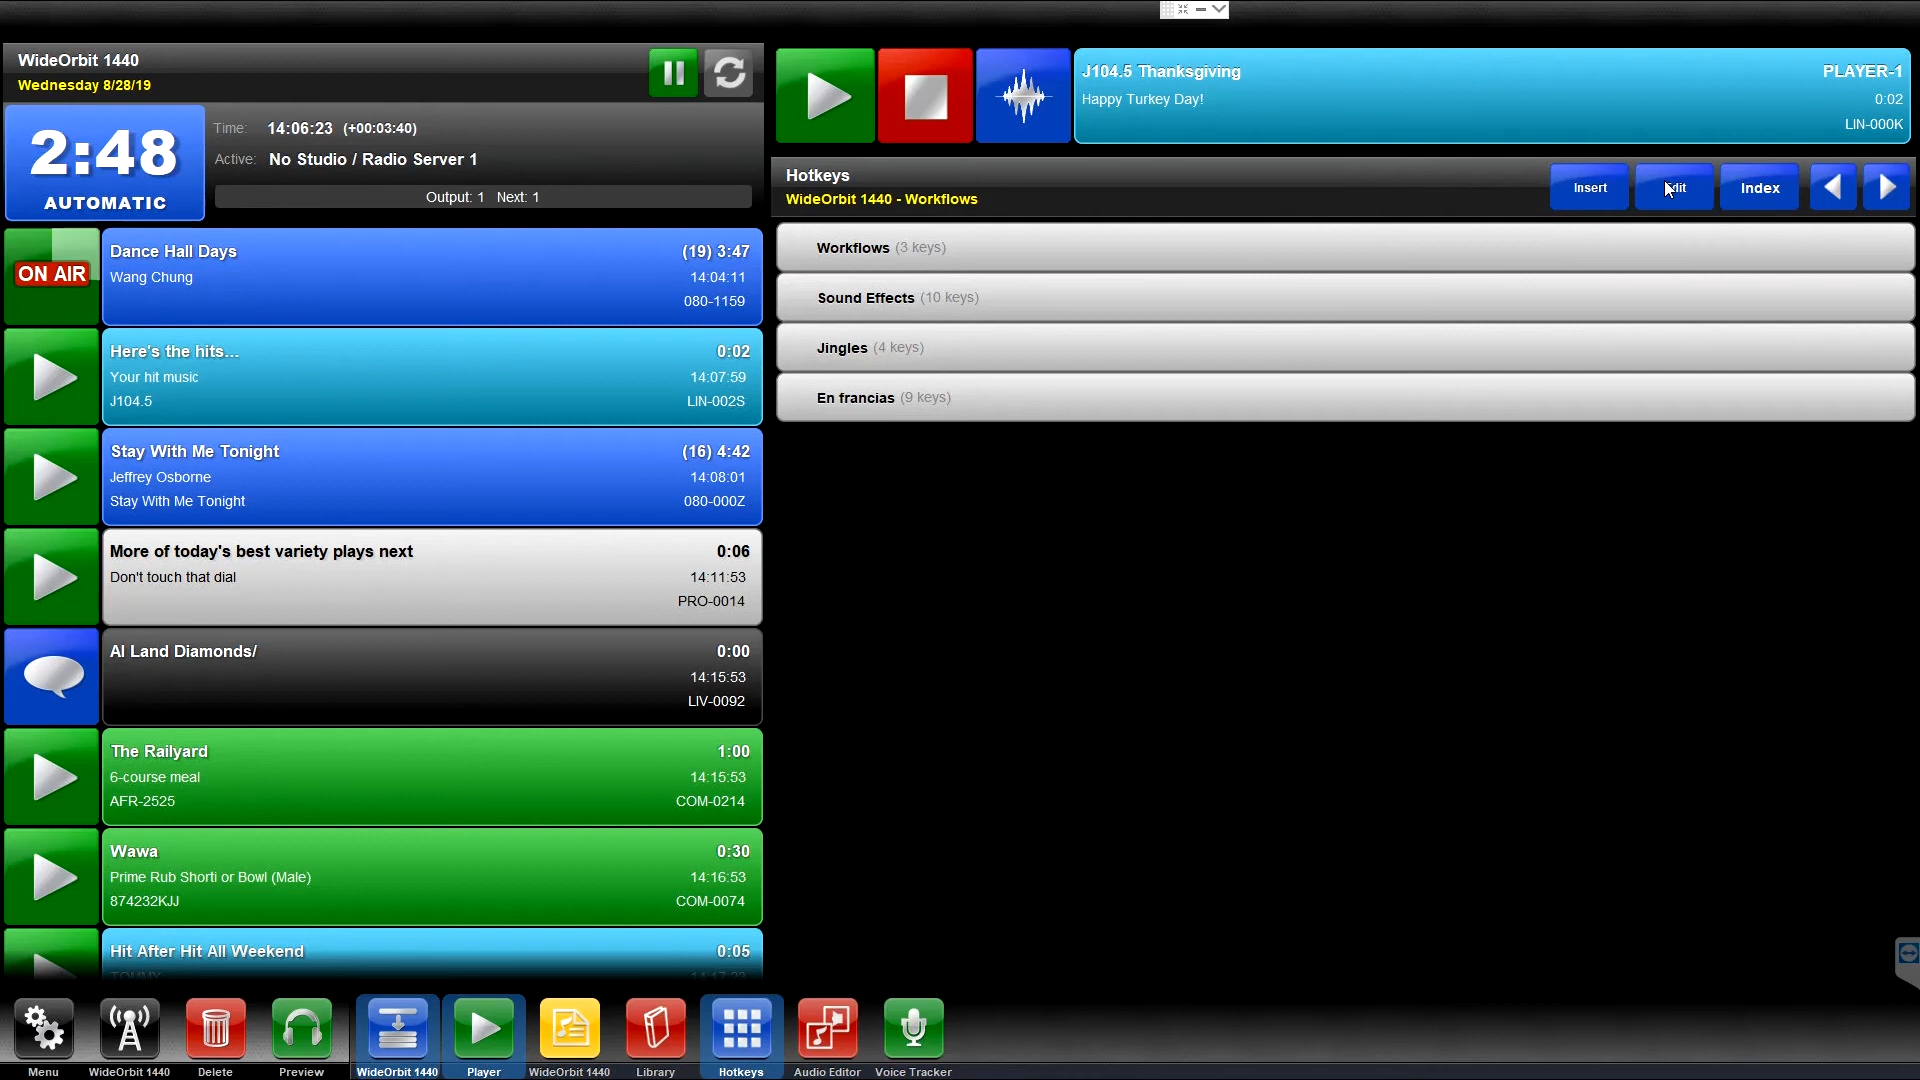 WideOrbit 1440
Wednesday 8/28/19
2:48
AUTOMATIC
Time: 14:06:23 (+00:03:40)
Active: No Studio / Radio Server 1
Output: 1 Next: 1
ON AIR
Dance Hall Days (19) 3:47
Wang Chung 14:04:11
080-1159
Here's the hits... 0:02
Your hit music 14:07:59
J104.5 LIN-002S
Stay With Me Tonight (16) 4:42
Jeffrey Osborne 14:08:01
Stay With Me Tonight 080-000Z
More of today's best variety plays next 0:06
Don't touch that dial 14:11:53
PRO-0014
Al Land Diamonds/ 0:00
14:15:53
LIV-0092
The Railyard 1:00
6-course meal 14:15:53
AFR-2525 COM-0214
Wawa 0:30
Prime Rub Shorti or Bowl (Male) 14:16:53
874232KJJ COM-0074
Hit After Hit All Weekend 0:05
TOMMY 14:17:23
J104.5 Thanksgiving PLAYER-1
Happy Turkey Day! 0:02
LIN-000K
Hotkeys
WideOrbit 1440 - Workflows
Insert Edit Index
Workflows (3 keys)
Sound Effects (10 keys)
Jingles (4 keys)
En francias (9 keys)
Menu WideOrbit 1440 Delete Preview WideOrbit 1440 Player WideOrbit 1440 Library Hotkeys Audio Editor Voice Tracker